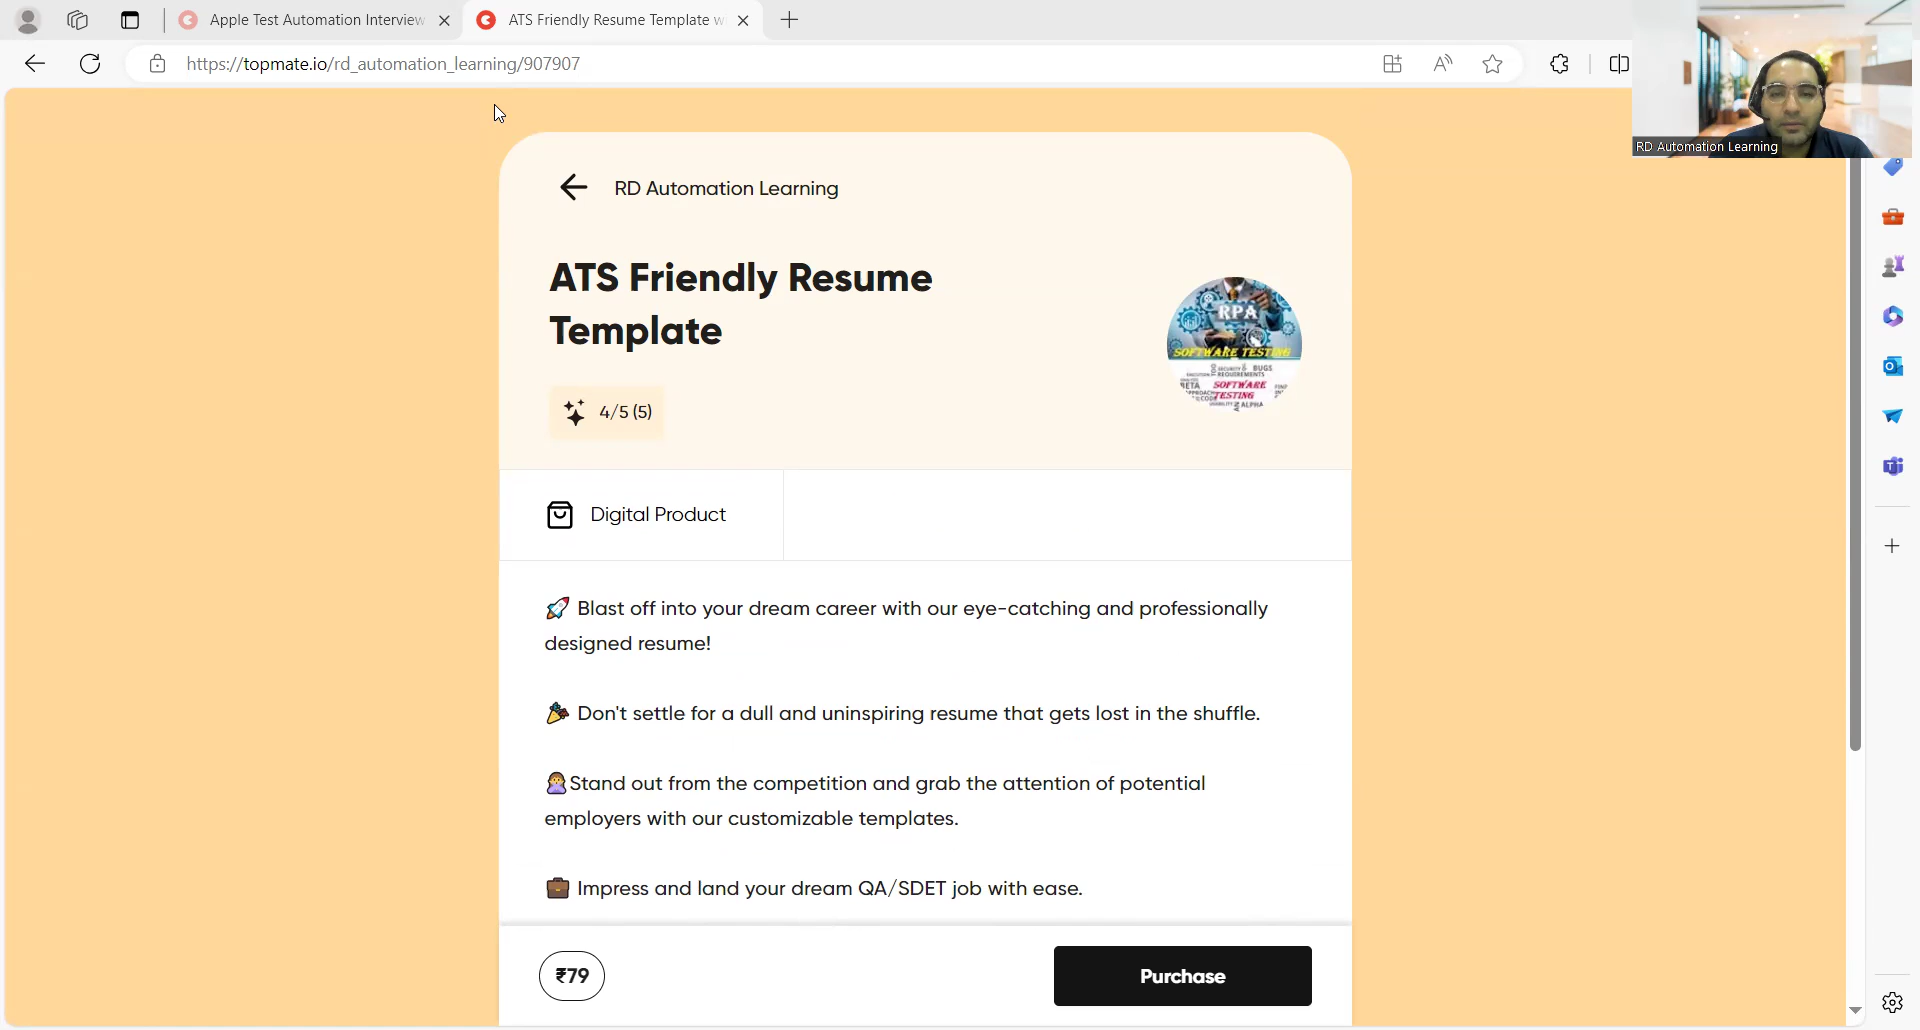 Apple Test Automation Interview
ATS Friendly Resume Template w
https://topmate.io/rd_automation_learning/907907
RD Automation Learning
RD Automation Learning
ATS Friendly Resume
Template
RPA
SOFTWARE TESTING
BUGS
REQUIREMENTS
BETA
SOFTWARE
TESTING
ALPHA
4/5 (5)
Digital Product
🚀 Blast off into your dream career with our eye-catching and professionally
designed resume!
🎉 Don't settle for a dull and uninspiring resume that gets lost in the shuffle.
🙇Stand out from the competition and grab the attention of potential
employers with our customizable templates.
💼 Impress and land your dream QA/SDET job with ease.
₹79
Purchase